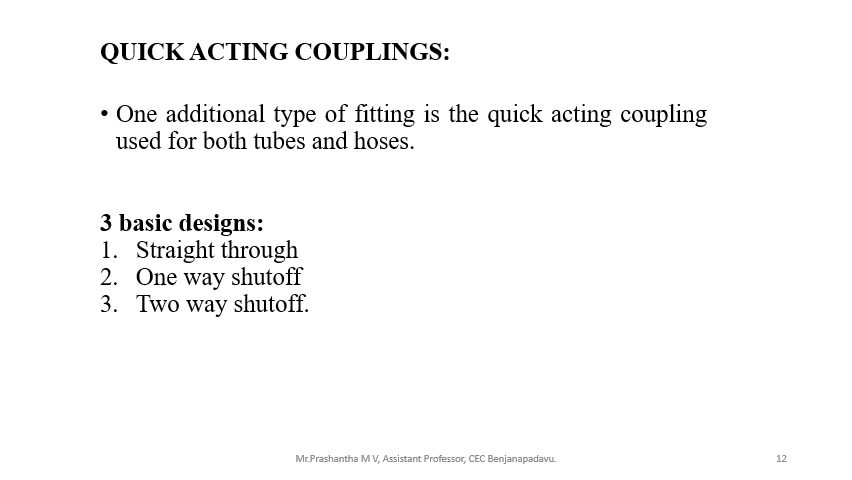 QUICK ACTING COUPLINGS:
• One additional type of fitting is the quick acting coupling
used for both tubes and hoses.
3 basic designs:
1. Straight through
2. One way shutoff
3. Two way shutoff.
Mr.Prashantha M V, Assistant Professor, CEC Benjanapadavu.
12